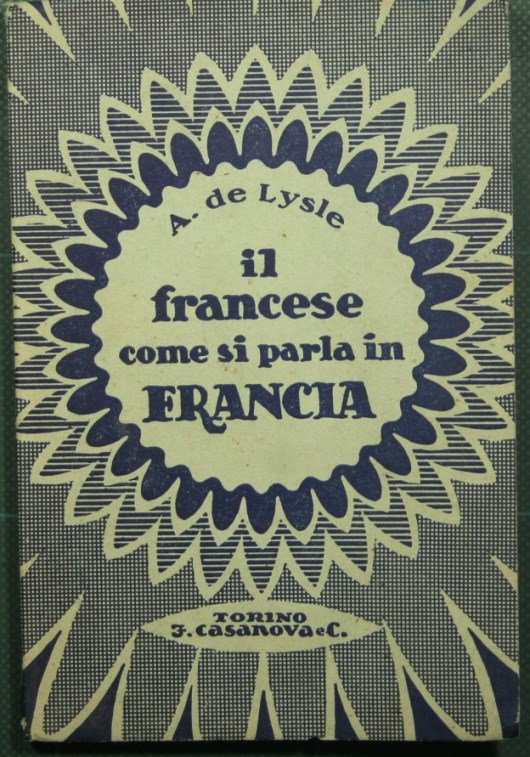 A. de Lysle
il
francese
come si parla in
FRANCIA
TORINO
F. Casanova e C.